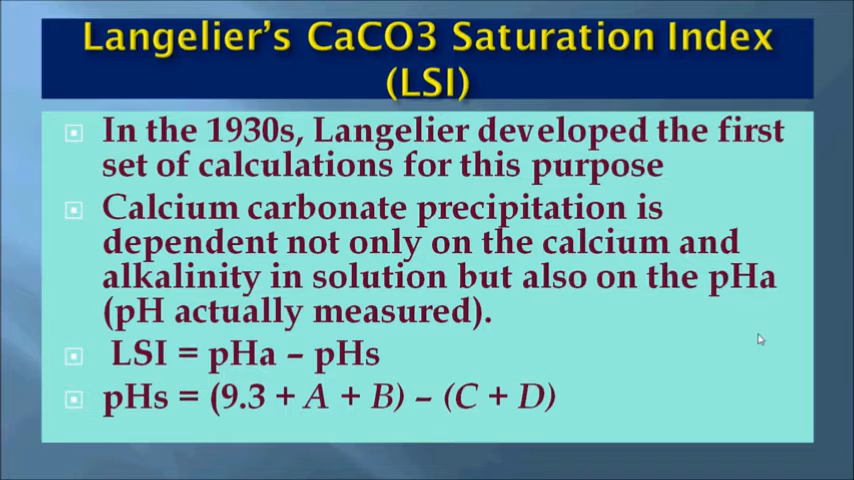 Langelier's CaCO3 Saturation Index
(LSI)
In the 1930s, Langelier developed the first
set of calculations for this purpose
Calcium carbonate precipitation is
dependent not only on the calcium and
alkalinity in solution but also on the pHa
(pH actually measured).
LSI = pHa – pHs
pHs = (9.3 + A + B) – (C + D)